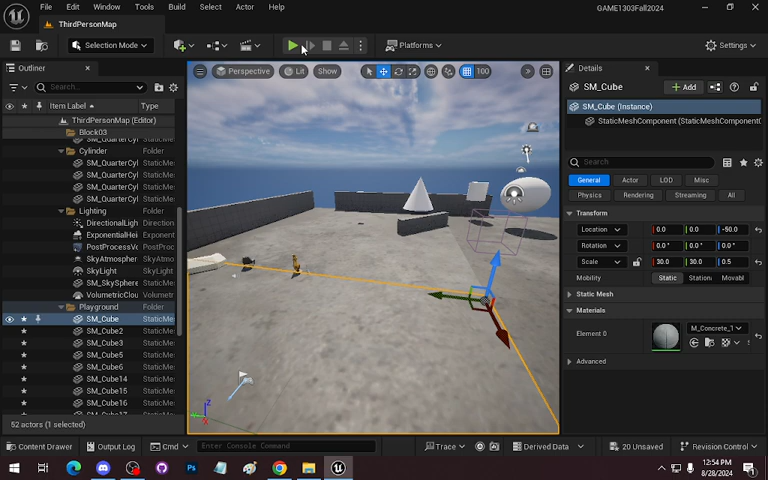 File Edit Window Tools Build Select Actor Help
GAME1303Fall2024
ThirdPersonMap
Selection Mode
Platforms
Settings
Outliner
Search...
Item Label
Type
ThirdPersonMap (Editor)
Block03
SM_QuarterCyl StaticMe
Cylinder Folder
SM_QuarterCyl StaticMe
SM_QuarterCyl StaticMe
SM_QuarterCyl StaticMe
SM_QuarterCyl StaticMe
Lighting Folder
DirectionalLigh Direction
ExponentialHei Exponent
PostProcessVo PostProc
SkyAtmospher SkyAtmo
SkyLight SkyLight
SM_SkySphere StaticMe
VolumetricClou Volumetr
Playground Folder
SM_Cube StaticMe
SM_Cube2 StaticMe
SM_Cube3 StaticMe
SM_Cube5 StaticMe
SM_Cube6 StaticMe
SM_Cube14 StaticMe
SM_Cube15 StaticMe
SM_Cube16 StaticMe
SM_Cube17 StaticMe
52 actors (1 selected)
Perspective
Lit
Show
100
Details
SM_Cube
Add
SM_Cube (Instance)
StaticMeshComponent (StaticMeshComponent0
Search
General Actor LOD Misc
Physics Rendering Streaming All
Transform
Location 0.0 0.0 -50.0
Rotation 0.0 ° 0.0 ° 0.0 °
Scale 30.0 30.0 0.5
Mobility Static Station Movabl
Static Mesh
Materials
Element 0
M_Concrete_T
Advanced
Content Drawer
Output Log
Cmd
Enter Console Command
Trace
Derived Data
20 Unsaved
Revision Control
12:54 PM
8/28/2024